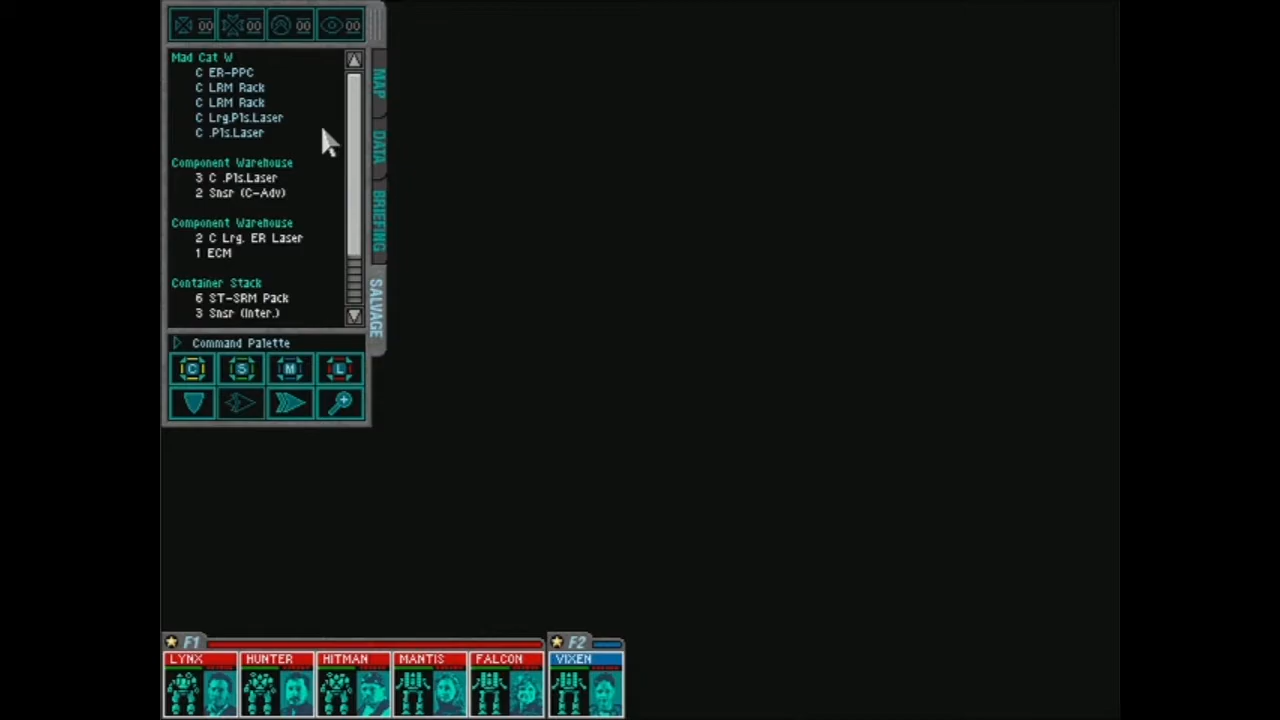 00 00 00 00
Mad Cat W
C ER-PPC
C LRM Rack
C LRM Rack
C Lrg.Pls.Laser
C .Pls.Laser
Component Warehouse
3 C .Pls.Laser
2 Snsr (C-Adv)
Component Warehouse
2 C Lrg. ER Laser
1 ECM
Container Stack
6 ST-SRM Pack
3 Snsr (Inter.)
MAP
DATA
BRIEFING
SALVAGE
Command Palette
C S M L
F1 F2
LYNX HUNTER HITMAN MANTIS FALCON VIXEN